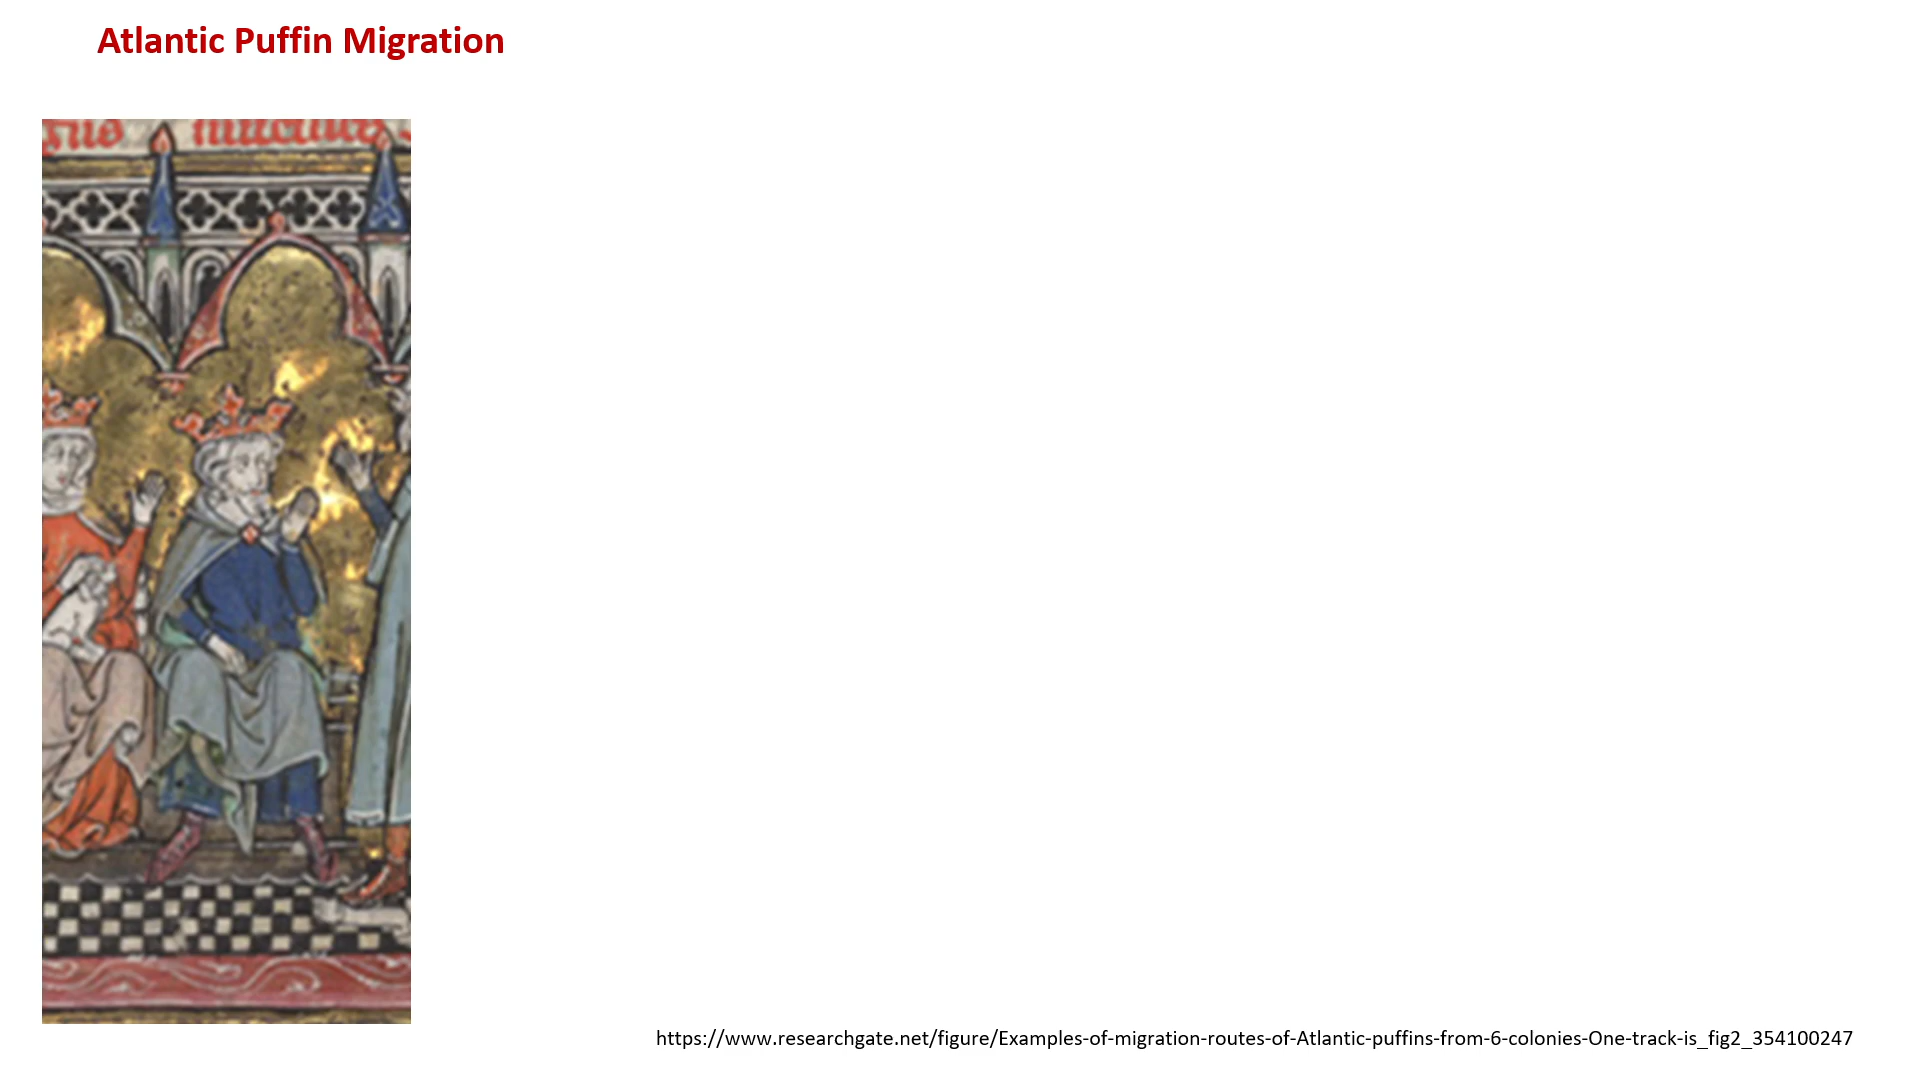 Atlantic Puffin Migration
https://www.researchgate.net/figure/Examples-of-migration-routes-of-Atlantic-puffins-from-6-colonies-One-track-is_fig2_354100247